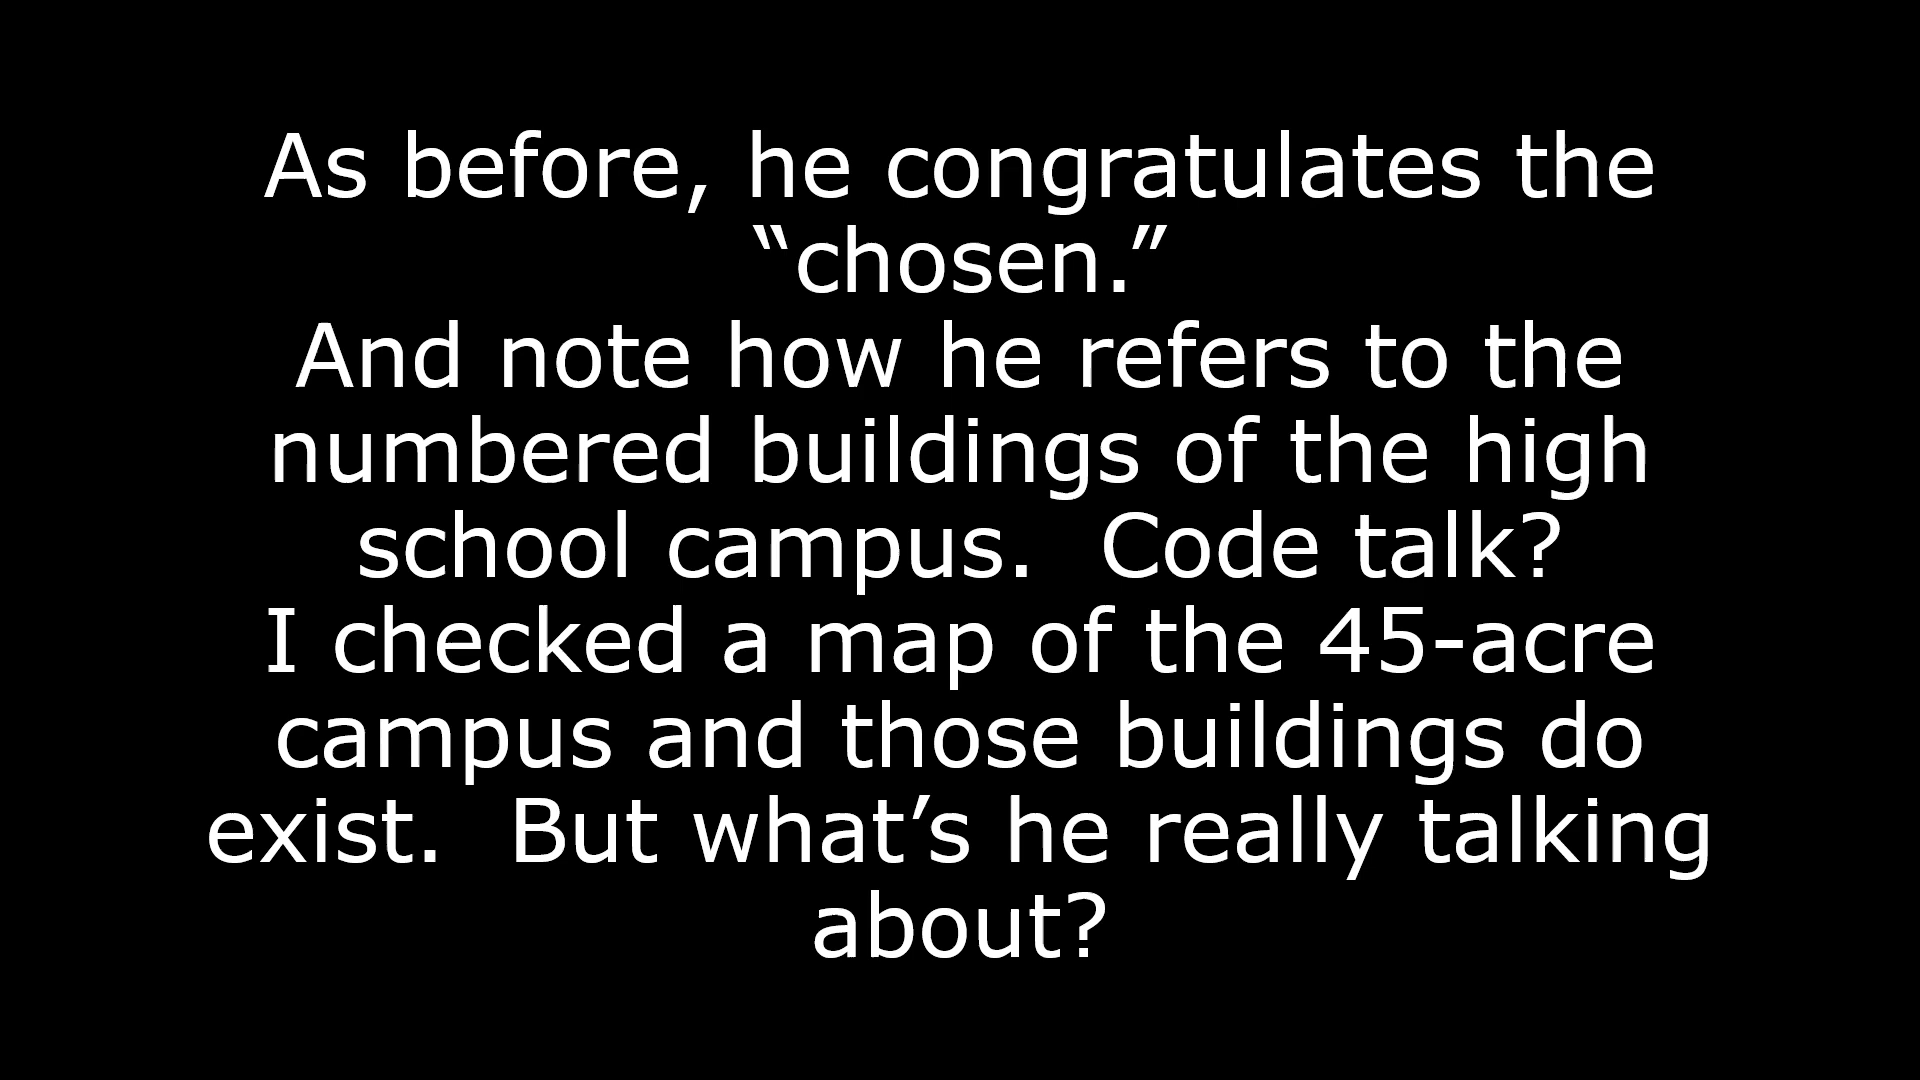 As before, he congratulates the
“chosen.”
And note how he refers to the
numbered buildings of the high
school campus.  Code talk?
I checked a map of the 45-acre
campus and those buildings do
exist.  But what’s he really talking
about?